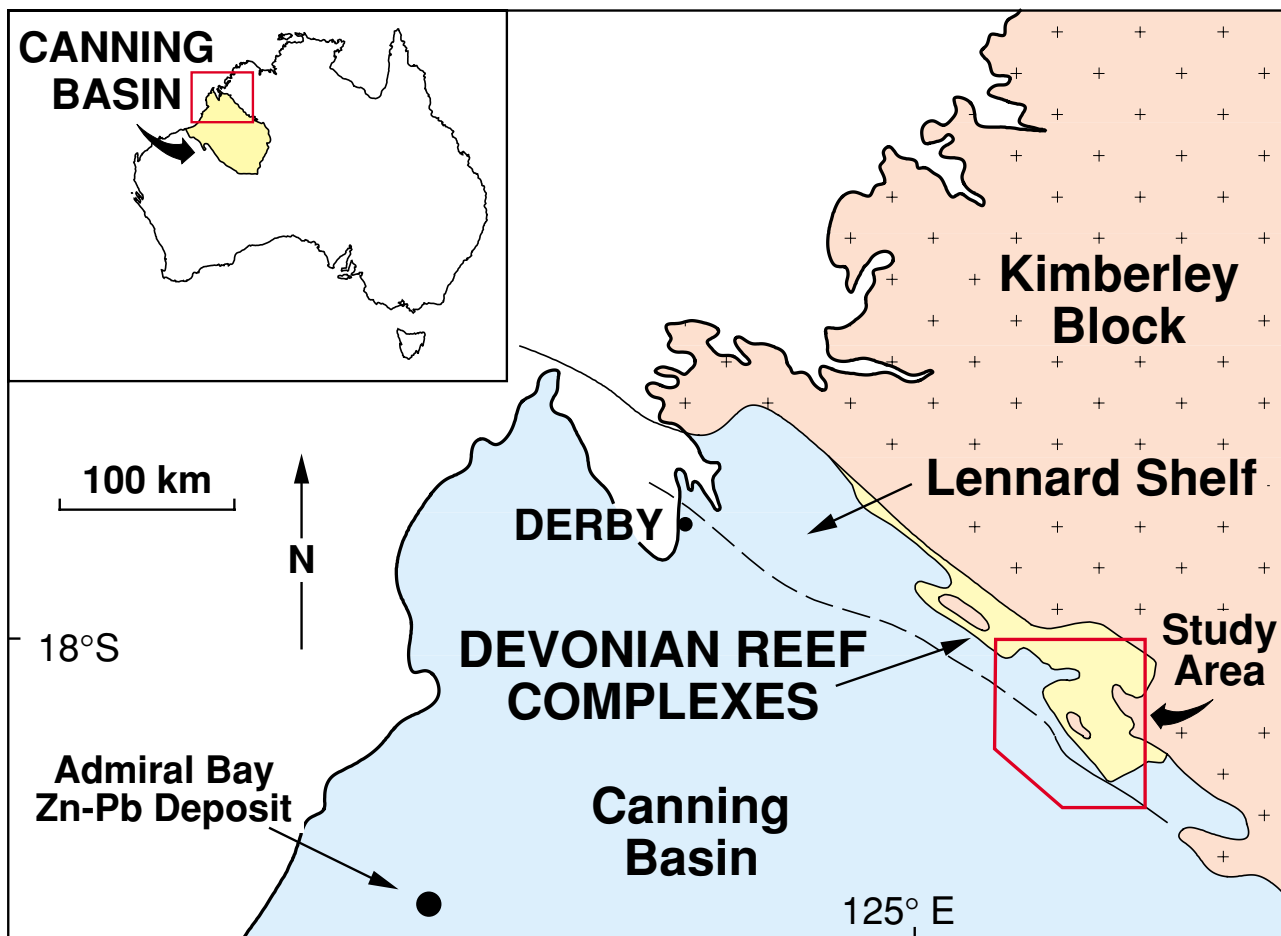 CANNING
BASIN
Kimberley
Block
Lennard Shelf
100 km
N
DERBY
18°S
DEVONIAN REEF
COMPLEXES
Study
Area
Admiral Bay
Zn-Pb Deposit
Canning
Basin
125° E